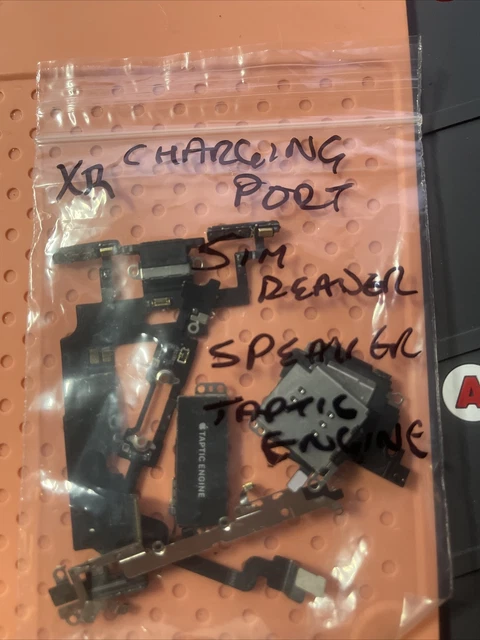 XR CHARGING
PORT
SIM
READER
SPEAKER
TAPTIC
ENGINE
TAPTIC ENGINE
A